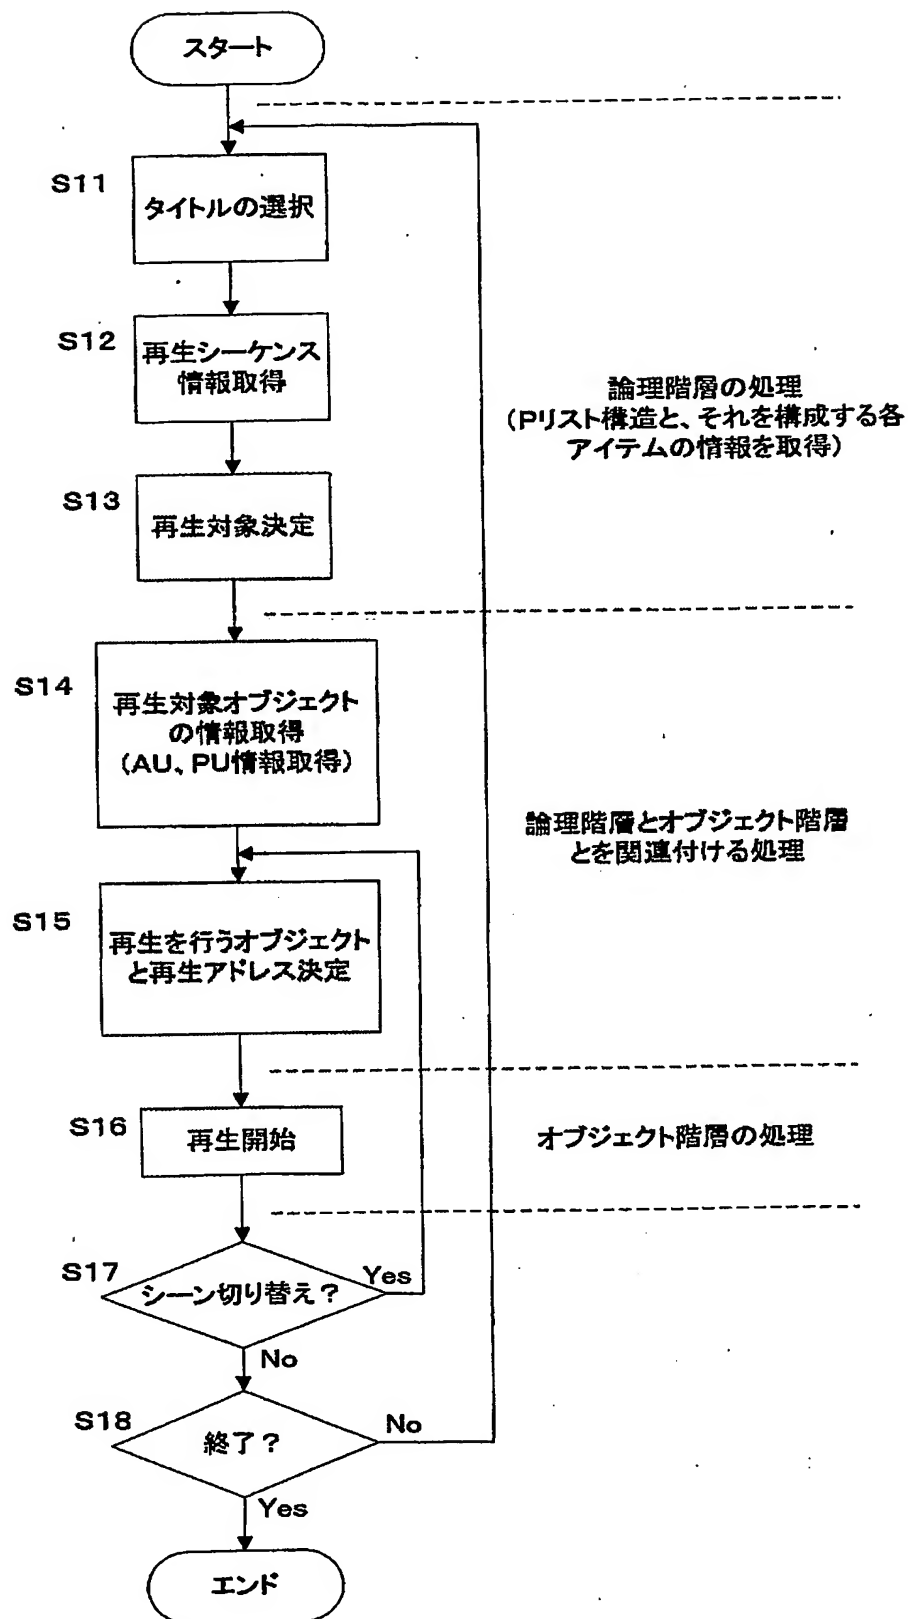 スタート
S11
タイトルの選択
S12
再生シーケンス
情報取得
論理階層の処理
(Pリスト構造と、それを構成する各
アイテムの情報を取得)
S13
再生対象決定
S14
再生対象オブジェクト
の情報取得
(AU、PU情報取得)
論理階層とオブジェクト階層
とを関連付ける処理
S15
再生を行うオブジェクト
と再生アドレス決定
S16
再生開始
オブジェクト階層の処理
S17
シーン切り替え?
Yes
No
S18
終了?
No
Yes
エンド